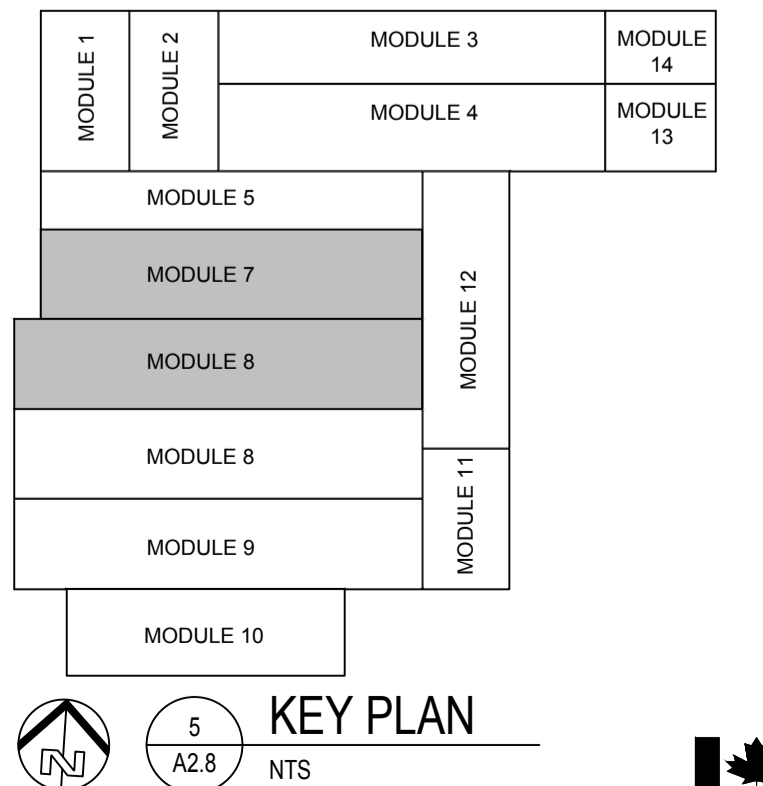 MODULE 1
MODULE 2
MODULE 3
MODULE
14
MODULE 4
MODULE
13
MODULE 5
MODULE 7
MODULE 12
MODULE 8
MODULE 8
MODULE 11
MODULE 9
MODULE 10
N
5
A2.8
KEY PLAN
NTS